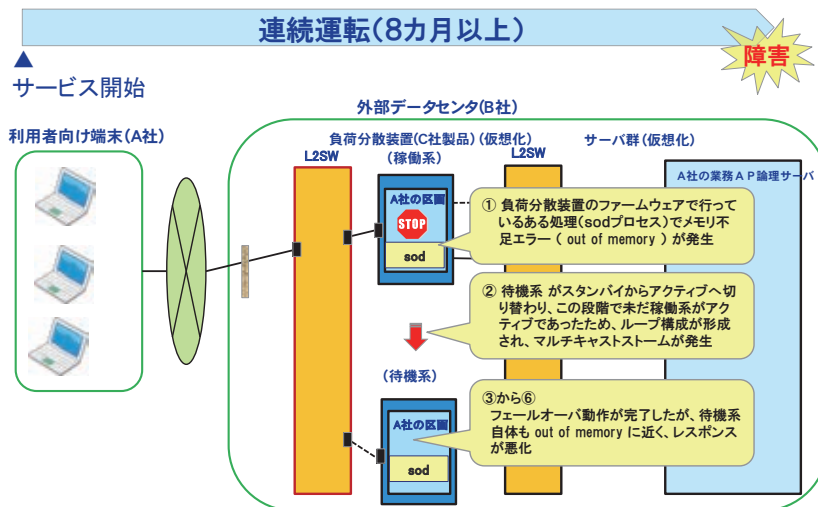 連続運転(8カ月以上)
障害
サービス開始
外部データセンタ(B社)
利用者向け端末(A社)
負荷分散装置(C社製品)(仮想化)
サーバ群(仮想化)
L2SW
(稼働系)
L2SW
A社の業務AP論理サーバ
A社の区画
STOP
sod
① 負荷分散装置のファームウェアで行って
いるある処理(sodプロセス)でメモリ不
足エラー ( out of memory ) が発生
② 待機系 がスタンバイからアクティブへ切
り替わり、この段階で未だ稼働系がアク
ティブであったため、ループ構成が形成
され、マルチキャストストームが発生
(待機系)
A社の区画
sod
③から⑥
フェールオーバ動作が完了したが、待機系
自体も out of memory に近く、レスポンス
が悪化